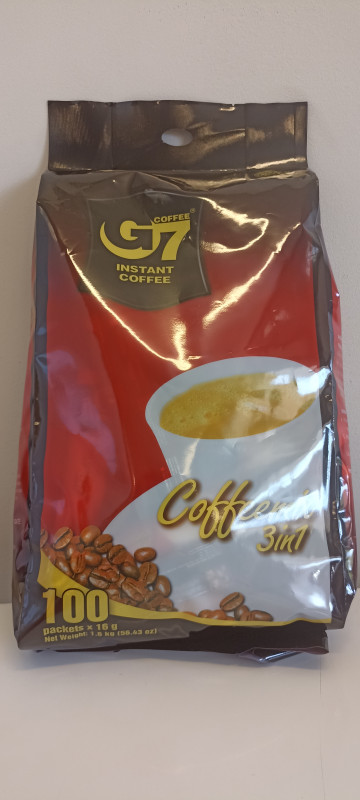 COFFEE
G7
INSTANT
COFFEE
Coffeemix
3in1
100
packets x 16 g
Net Weight: 1.6 kg (56.43 oz)